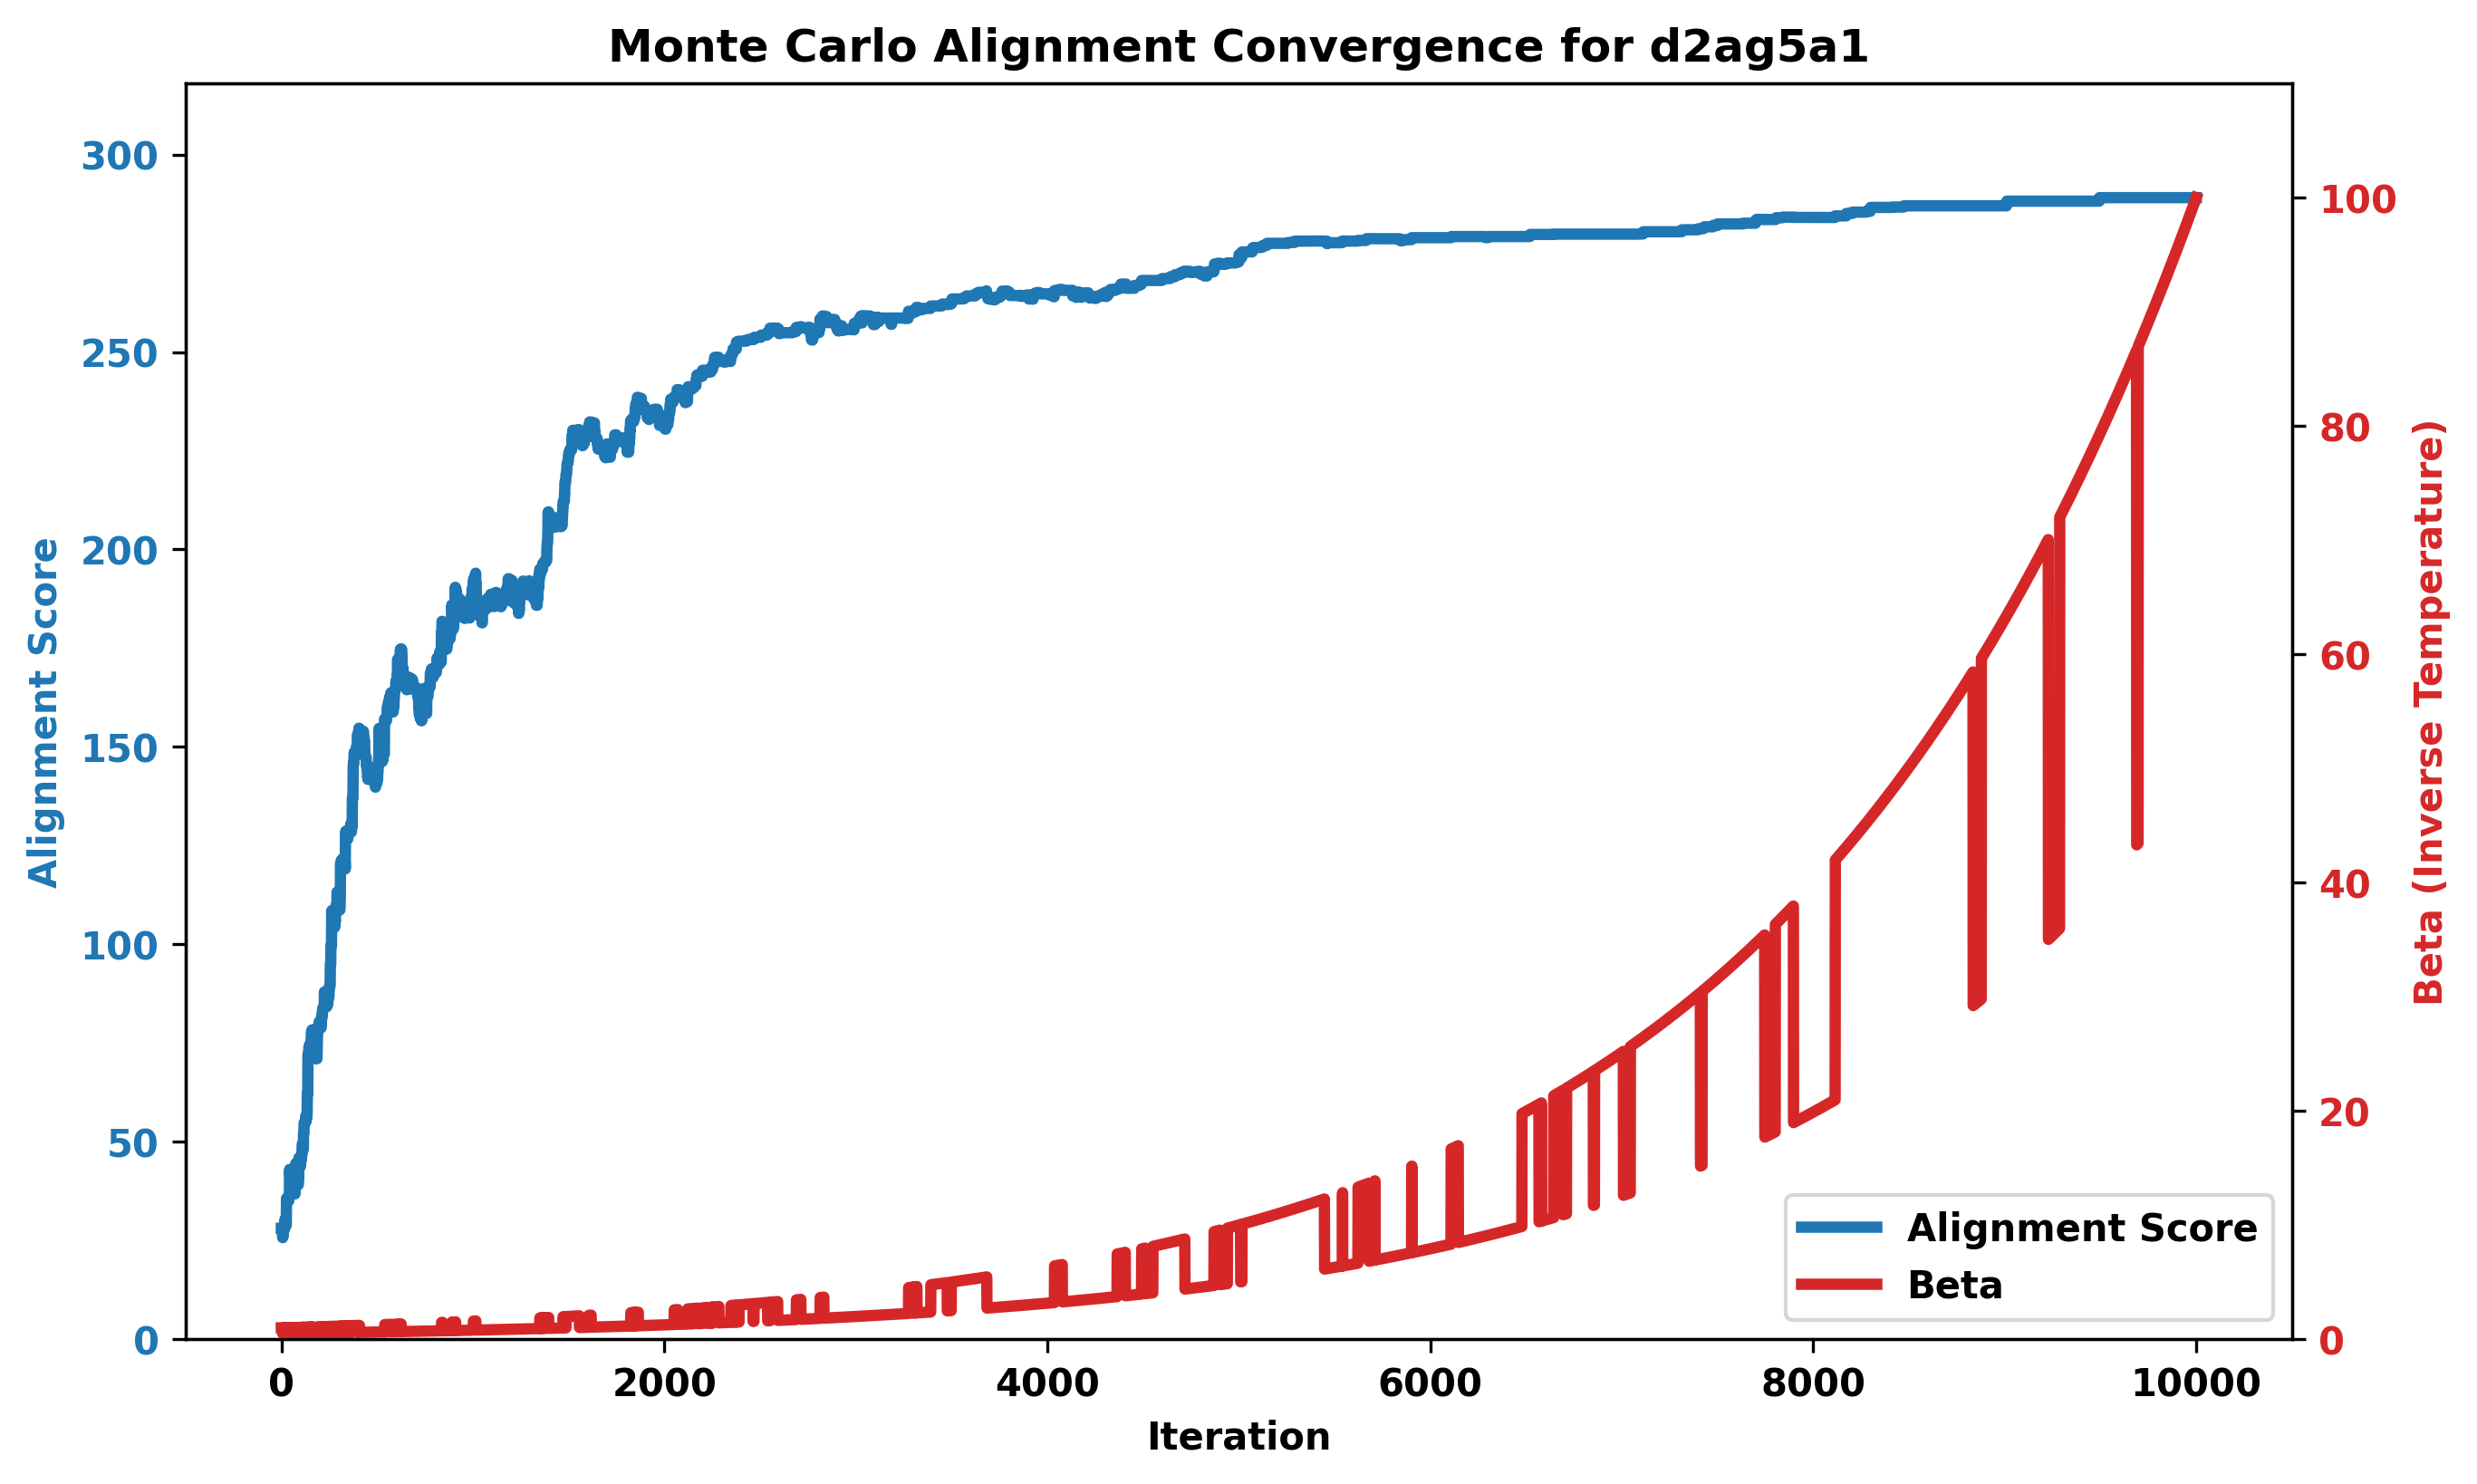 Monte Carlo Alignment Convergence for d2ag5a1
Alignment Score
300
250
200
150
100
50
0
100
80
60
40
20
0
Beta (Inverse Temperature)
Alignment Score
Beta
0 2000 4000 6000 8000 10000
Iteration